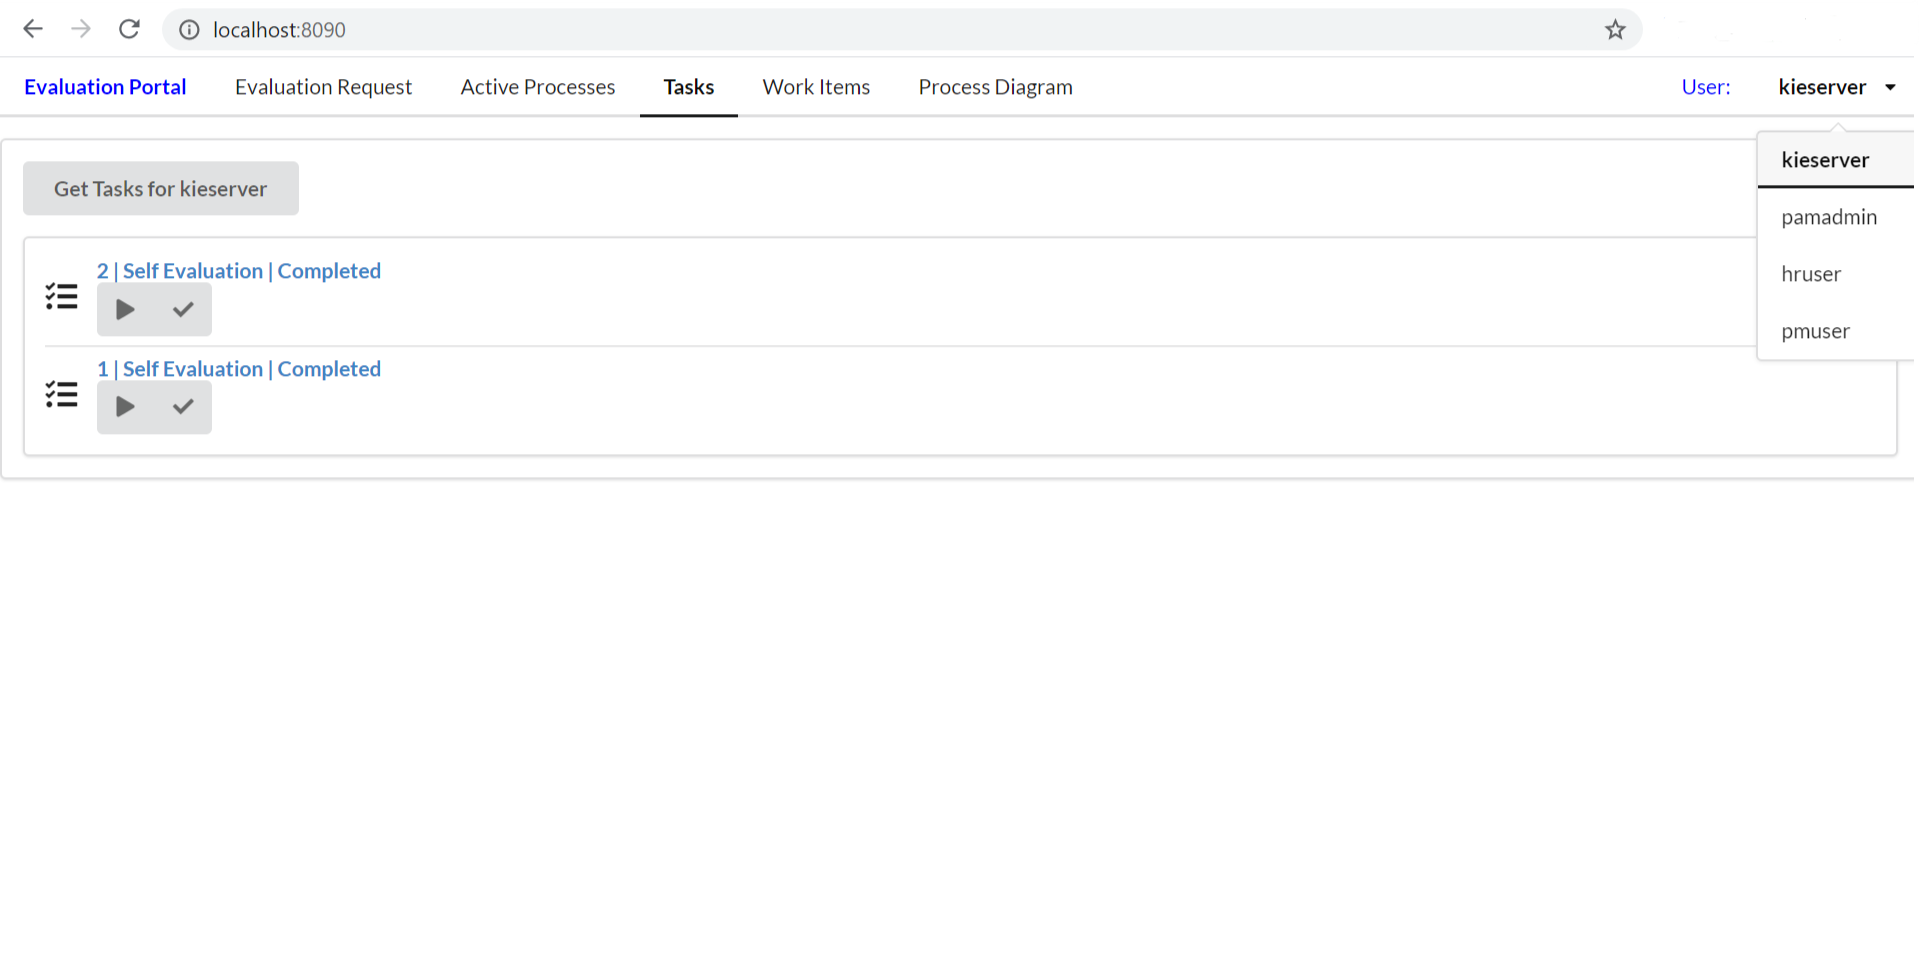 localhost:8090
Evaluation Portal Evaluation Request Active Processes Tasks Work Items Process Diagram User: kieserver
kieserver
Get Tasks for kieserver
pamadmin
2 | Self Evaluation | Completed
hruser
pmuser
1 | Self Evaluation | Completed